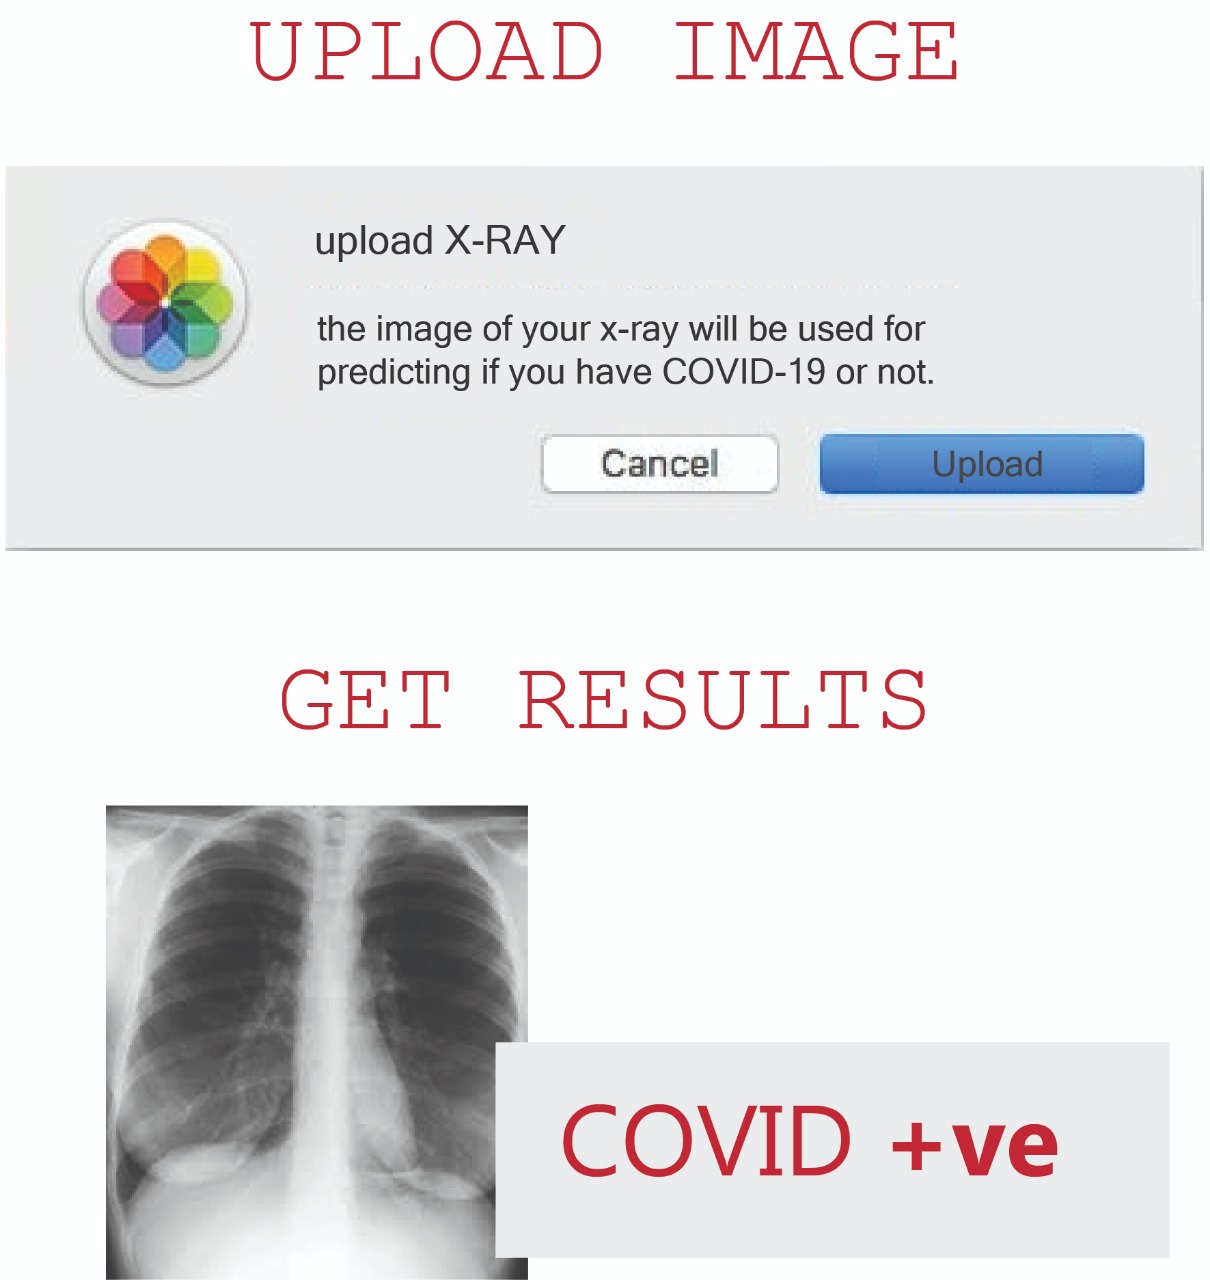 UPLOAD IMAGE
upload X-RAY
the image of your x-ray will be used for
predicting if you have COVID-19 or not.
Cancel
Upload
GET RESULTS
COVID +ve